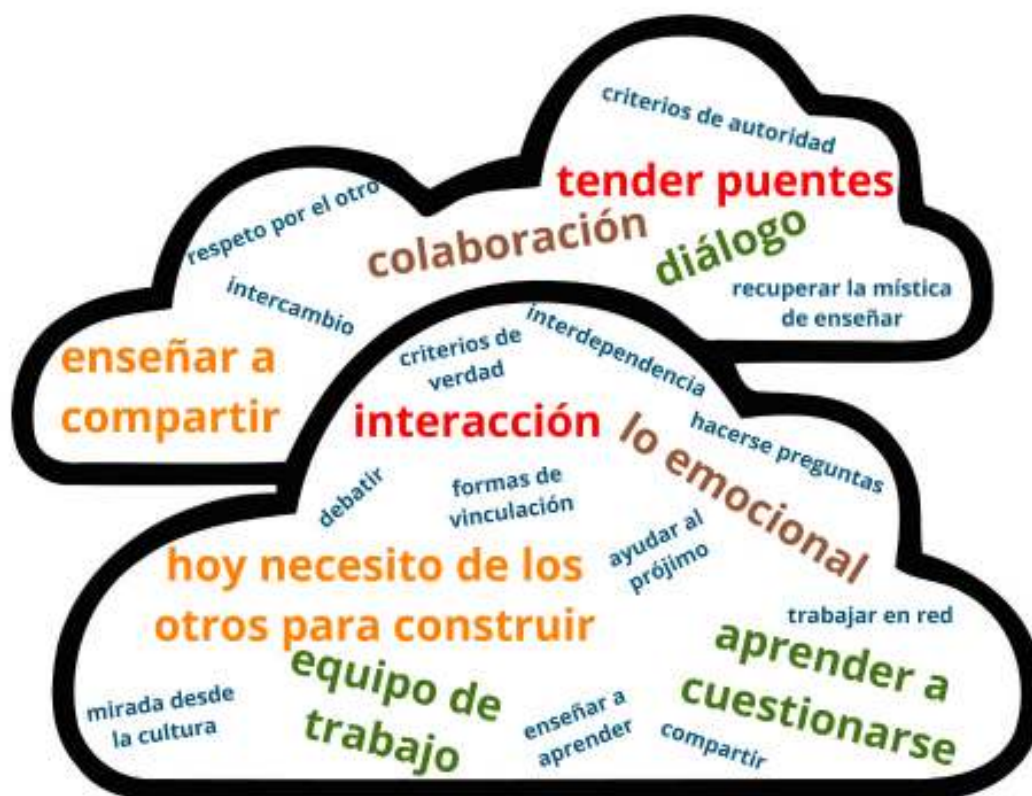 criterios de autoridad
tender puentes
respeto por el otro
colaboración
diálogo
intercambio
recuperar la mística
de enseñar
enseñar a
compartir
criterios de
verdad
interdependencia
interacción
lo emocional
hacerse preguntas
debatir
formas de
vinculación
ayudar al
prójimo
hoy necesito de los
otros para construir
trabajar en red
equipo de
trabajo
aprender a
cuestionarse
mirada desde
la cultura
enseñar a
aprender
compartir